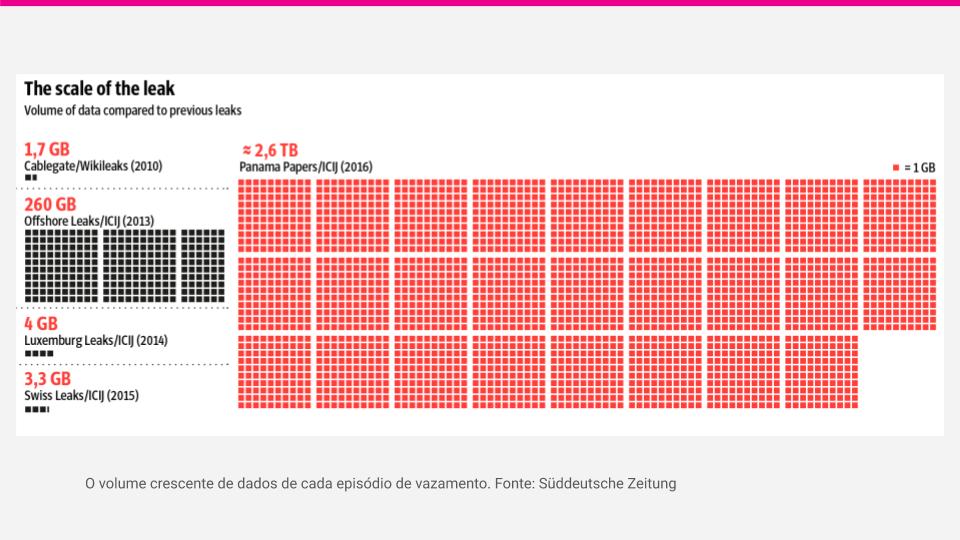 The scale of the leak
Volume of data compared to previous leaks
1,7 GB
Cablegate/Wikileaks (2010)
260 GB
Offshore Leaks/ICIJ (2013)
4 GB
Luxemburg Leaks/ICIJ (2014)
3,3 GB
Swiss Leaks/ICIJ (2015)
≈ 2,6 TB
Panama Papers/ICIJ (2016)
= 1 GB
O volume crescente de dados de cada episódio de vazamento. Fonte: Süddeutsche Zeitung